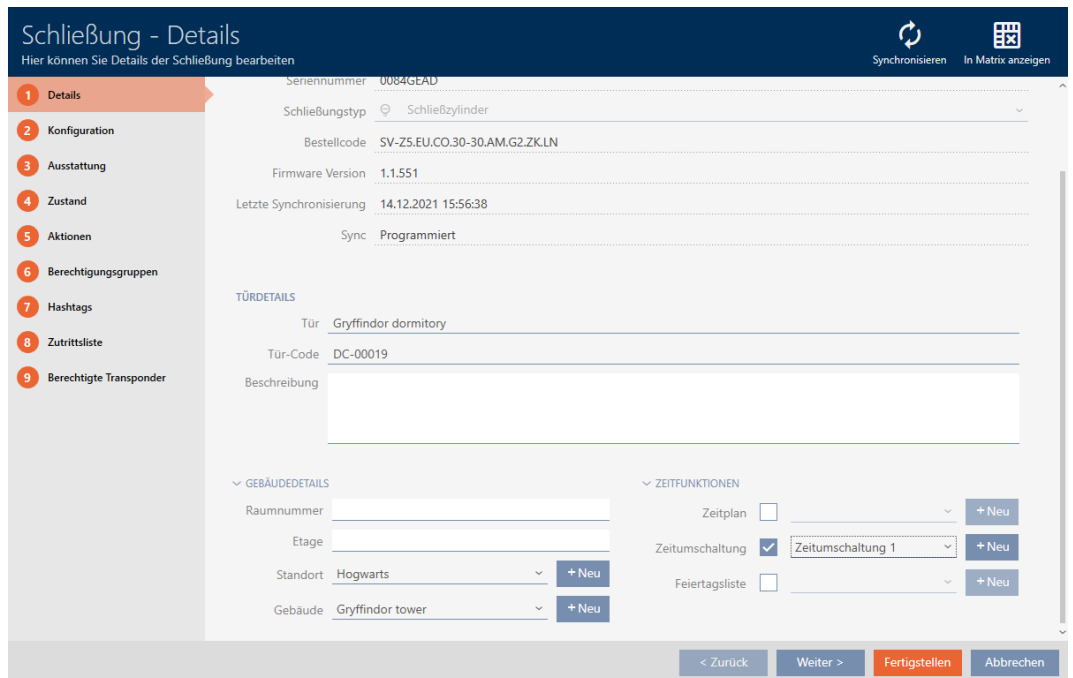 Schließung - Details
Hier können Sie Details der Schließung bearbeiten
Synchronisieren
In Matrix anzeigen
1 Details
2 Konfiguration
3 Ausstattung
4 Zustand
5 Aktionen
6 Berechtigungsgruppen
7 Hashtags
8 Zutrittsliste
9 Berechtigte Transponder
Seriennummer 0084GEAD
Schließungstyp Schließzylinder
Bestellcode SV-Z5.EU.CO.30-30.AM.G2.ZK.LN
Firmware Version 1.1.551
Letzte Synchronisierung 14.12.2021 15:56:38
Sync Programmiert
TÜRDETAILS
Tür Gryffindor dormitory
Tür-Code DC-00019
Beschreibung
GEBÄUDEDETAILS
Raumnummer
Etage
Standort Hogwarts + Neu
Gebäude Gryffindor tower + Neu
ZEITFUNKTIONEN
Zeitplan + Neu
Zeitumschaltung Zeitumschaltung 1 + Neu
Feiertagsliste + Neu
< Zurück
Weiter >
Fertigstellen
Abbrechen